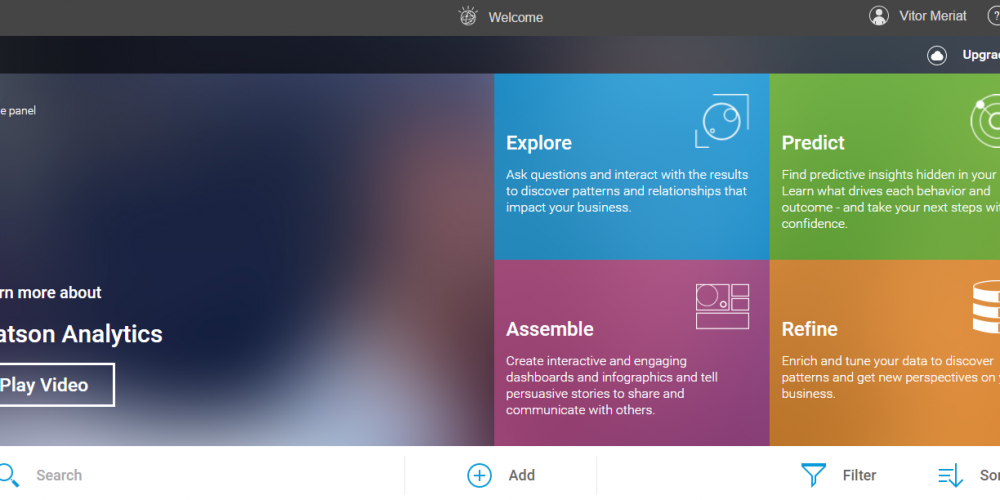 Welcome
Vitor Meriat
?
Upgrad
e panel
rn more about
atson Analytics
Play Video
Explore
Ask questions and interact with the results
to discover patterns and relationships that
impact your business.
Predict
Find predictive insights hidden in your
Learn what drives each behavior and
outcome - and take your next steps wi
confidence.
Assemble
Create interactive and engaging
dashboards and infographics and tell
persuasive stories to share and
communicate with others.
Refine
Enrich and tune your data to discover
patterns and get new perspectives on
business.
Search
Add
Filter
Sor